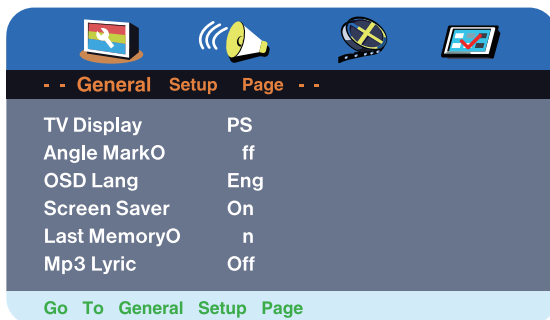 - - General Setup Page - -
TV Display PS
Angle MarkO ff
OSD Lang Eng
Screen Saver On
Last MemoryO n
Mp3 Lyric Off
Go To General Setup Page